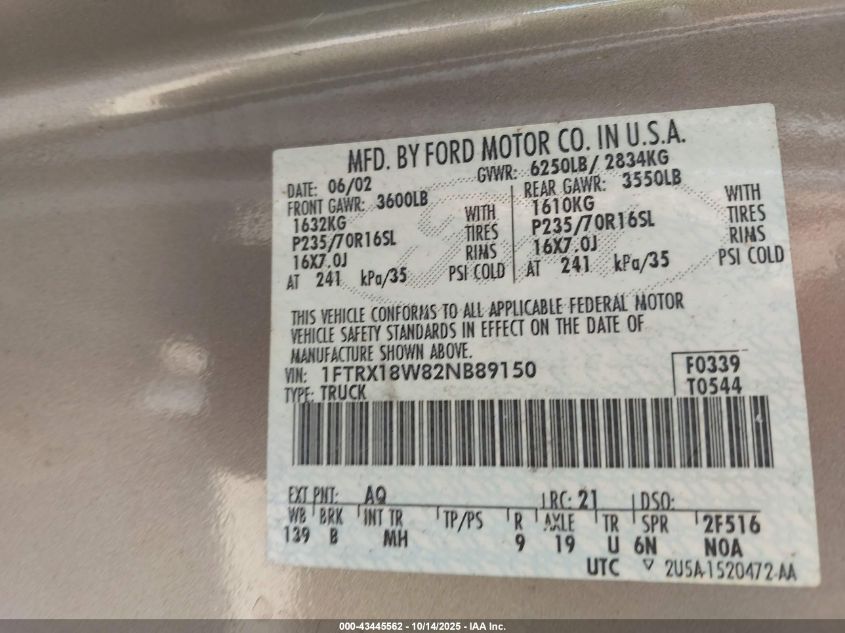 MFD. BY FORD MOTOR CO. IN U.S.A.
DATE: 06/02 GVWR: 6250LB/ 2834KG
FRONT GAWR: 3600LB REAR GAWR: 3550LB
1632KG WITH 1610KG WITH
P235/70R16SL TIRES P235/70R16SL TIRES
16X7.0J RIMS 16X7.0J RIMS
AT 241 kPa/35 PSI COLD AT 241 kPa/35 PSI COLD
THIS VEHICLE CONFORMS TO ALL APPLICABLE FEDERAL MOTOR
VEHICLE SAFETY STANDARDS IN EFFECT ON THE DATE OF
MANUFACTURE SHOWN ABOVE.
VIN: 1FTRX18W82NB89150 F0339
TYPE: TRUCK T0544
EXT PNT: AQ RC: 21 DSO:
WB BRK INT TR TP/PS R AXLE TR SPR 2F516
139 B MH 9 19 U 6N N0A
UTC ▽ 2U5A-1520472-AA
000-43445562 - 10/14/2025 - IAA Inc.